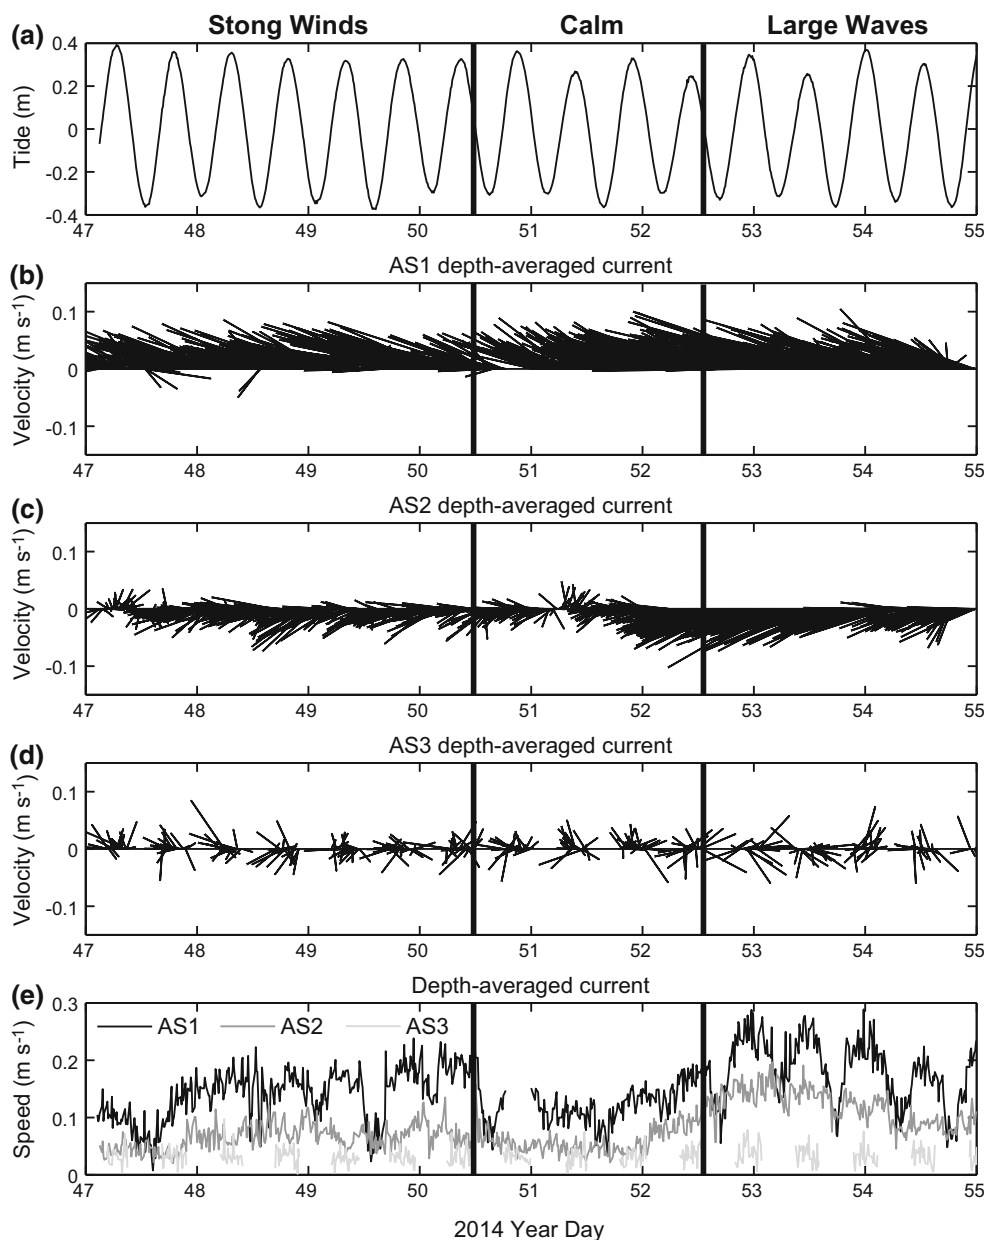 Stong Winds Calm Large Waves
(a)
0.4
0.2
0
-0.2
-0.4
Tide (m)
47 48 49 50 51 52 53 54 55
(b) AS1 depth-averaged current
0.1
0
-0.1
Velocity (m s-1)
47 48 49 50 51 52 53 54 55
(c) AS2 depth-averaged current
0.1
0
-0.1
Velocity (m s-1)
47 48 49 50 51 52 53 54 55
(d) AS3 depth-averaged current
0.1
0
-0.1
Velocity (m s-1)
47 48 49 50 51 52 53 54 55
(e) Depth-averaged current
0.3
AS1 AS2 AS3
0.2
0.1
0
Speed (m s-1)
47 48 49 50 51 52 53 54 55
2014 Year Day